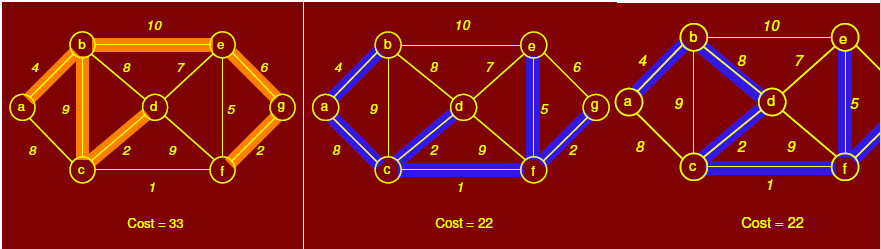 10
b e
4 8 7 6
a 9 d 5 g
8 2 9 2
c f
1
Cost = 33
10
b e
4 8 7 6
a 9 d 5 g
8 2 9 2
c f
1
Cost = 22
10
b e
4 8 7
a 9 d 5
8 2 9
c f
1
Cost = 22